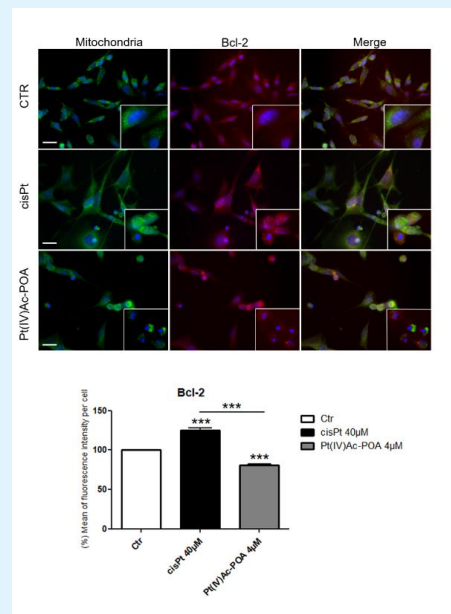 Mitochondria Bcl-2 Merge
CTR
cisPt
Pt(IV)Ac-POA
Bcl-2
(%) Mean of fluorescence intensity per cell
150
100
50
0
***
***
***
Ctr
cisPt 40µM
Pt(IV)Ac-POA 4µM
Ctr
cisPt 40µM
Pt(IV)Ac-POA 4µM